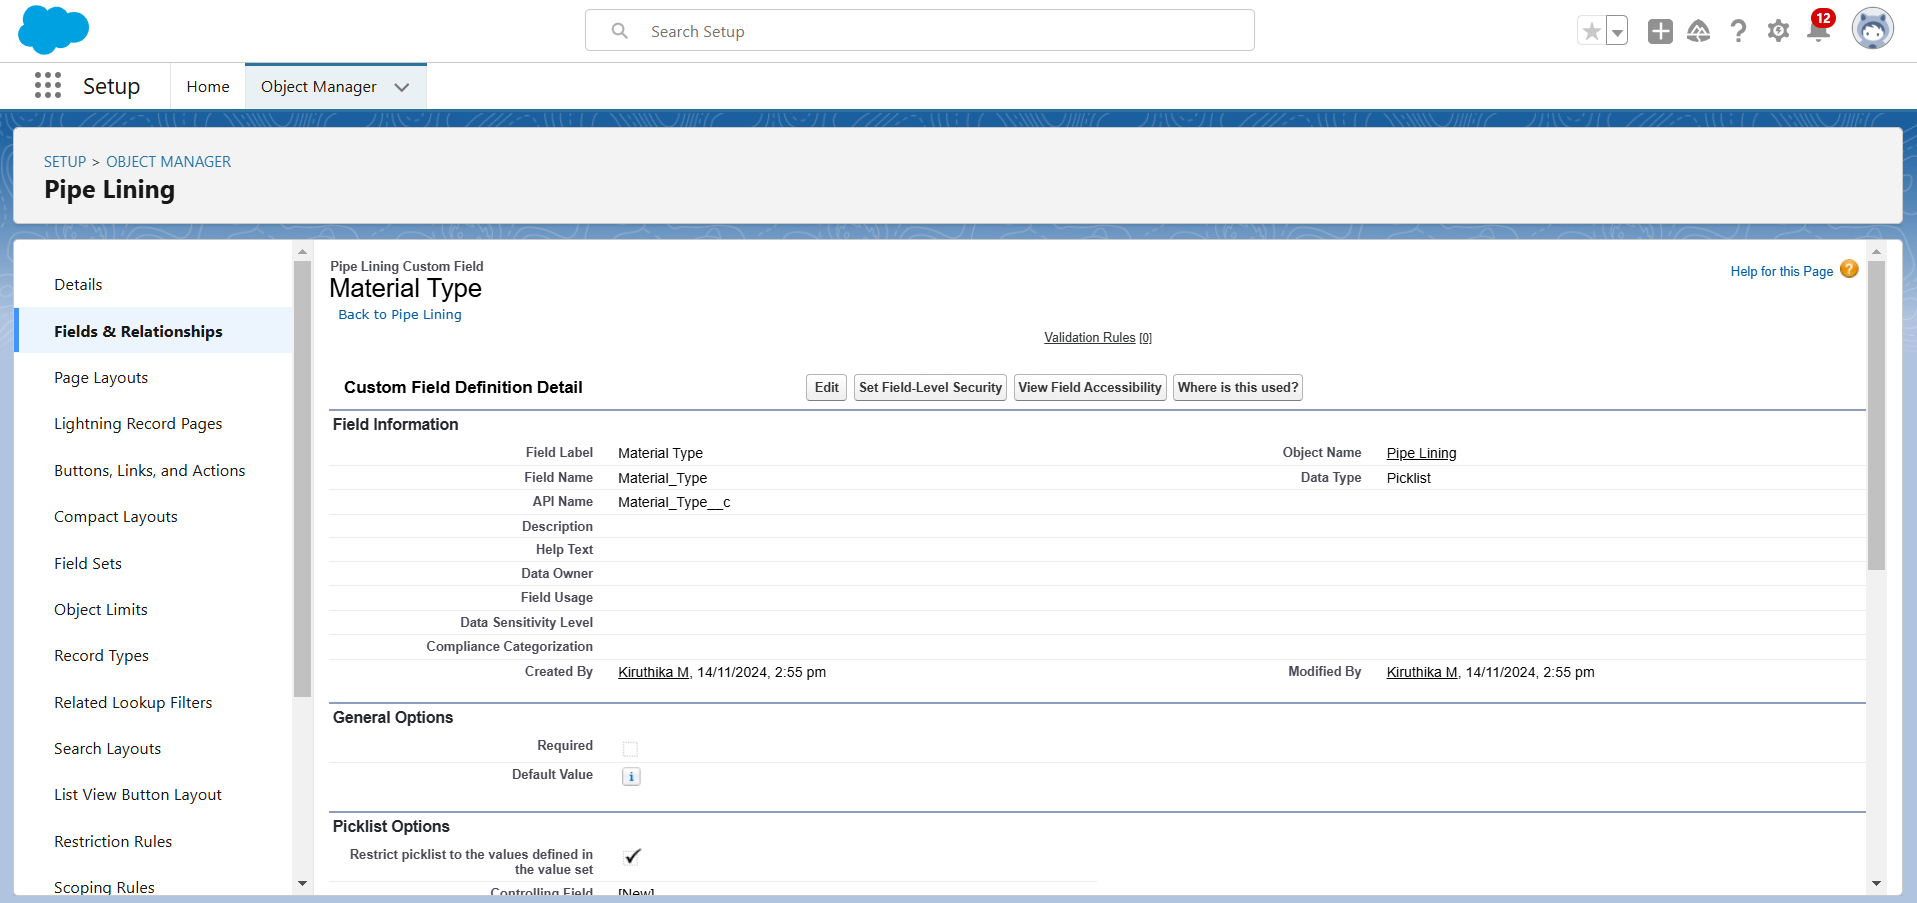 Search Setup
12
Setup
Home
Object Manager
SETUP > OBJECT MANAGER
Pipe Lining
Details
Fields & Relationships
Page Layouts
Lightning Record Pages
Buttons, Links, and Actions
Compact Layouts
Field Sets
Object Limits
Record Types
Related Lookup Filters
Search Layouts
List View Button Layout
Restriction Rules
Scoping Rules
Pipe Lining Custom Field
Material Type
Back to Pipe Lining
Help for this Page ?
Validation Rules [0]
Custom Field Definition Detail
Edit
Set Field-Level Security
View Field Accessibility
Where is this used?
Field Information
Field Label Material Type
Object Name Pipe Lining
Field Name Material_Type
Data Type Picklist
API Name Material_Type__c
Description
Help Text
Data Owner
Field Usage
Data Sensitivity Level
Compliance Categorization
Created By Kiruthika M, 14/11/2024, 2:55 pm
Modified By Kiruthika M, 14/11/2024, 2:55 pm
General Options
Required
Default Value i
Picklist Options
Restrict picklist to the values defined in
the value set
Controlling Field [New]